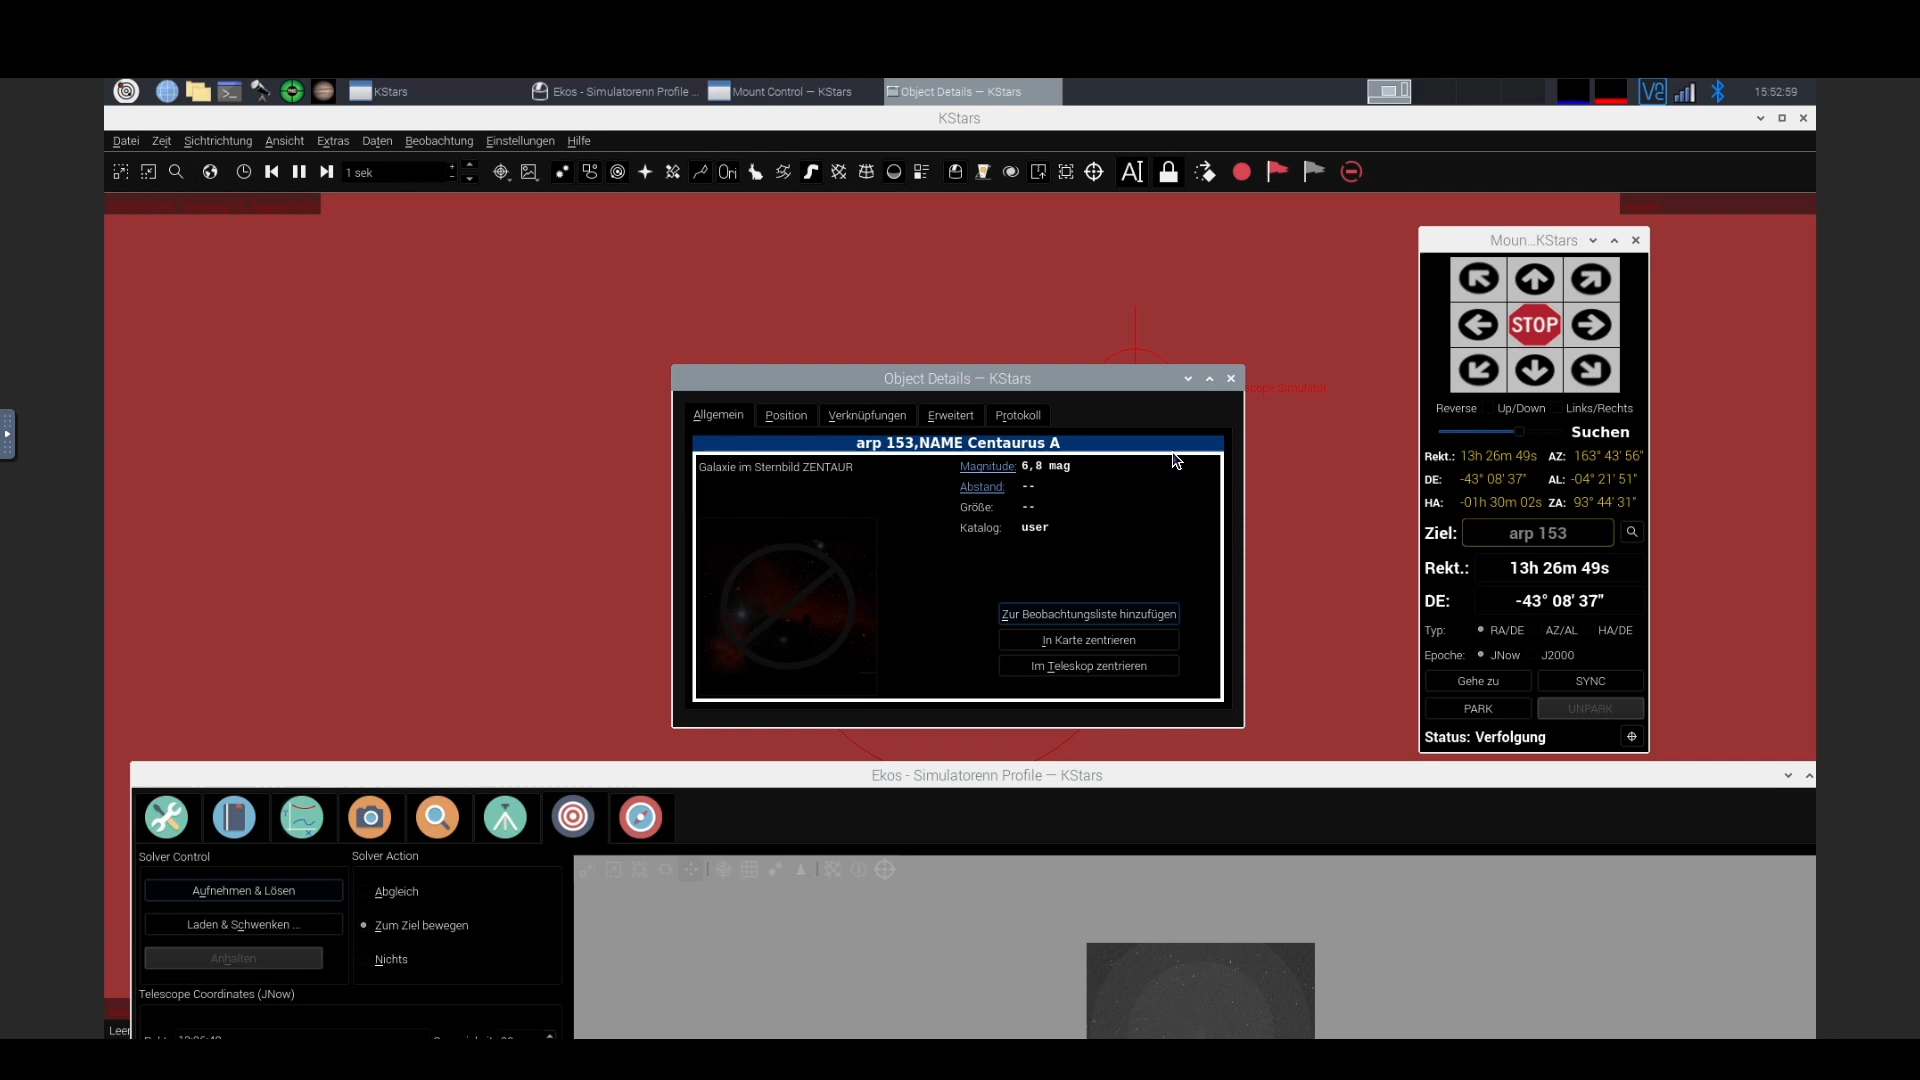 KStars
Ekos - Simulatorenn Profile ...
Mount Control — KStars
Object Details — KStars
15:52:59
KStars
Datei Zeit Sichtrichtung Ansicht Extras Daten Beobachtung Einstellungen Hilfe
1 sek
Ori
AI
Moun...KStars
STOP
Reverse Up/Down Links/Rechts
Suchen
Rekt.: 13h 26m 49s AZ: 163° 43' 56"
DE: -43° 08' 37" AL: -04° 21' 51"
HA: -01h 30m 02s ZA: 93° 44' 31"
Ziel: arp 153
Rekt.: 13h 26m 49s
DE: -43° 08' 37"
Typ: RA/DE AZ/AL HA/DE
Epoche: JNow J2000
Gehe zu SYNC
PARK UNPARK
Status: Verfolgung
scope Simulator
Object Details — KStars
Allgemein Position Verknüpfungen Erweitert Protokoll
arp 153,NAME Centaurus A
Galaxie im Sternbild ZENTAUR
Magnitude: 6,8 mag
Abstand: --
Größe: --
Katalog: user
Zur Beobachtungsliste hinzufügen
In Karte zentrieren
Im Teleskop zentrieren
Ekos - Simulatorenn Profile — KStars
Solver Control
Aufnehmen & Lösen
Laden & Schwenken ...
Anhalten
Solver Action
Abgleich
Zum Ziel bewegen
Nichts
Telescope Coordinates (JNow)
Leer